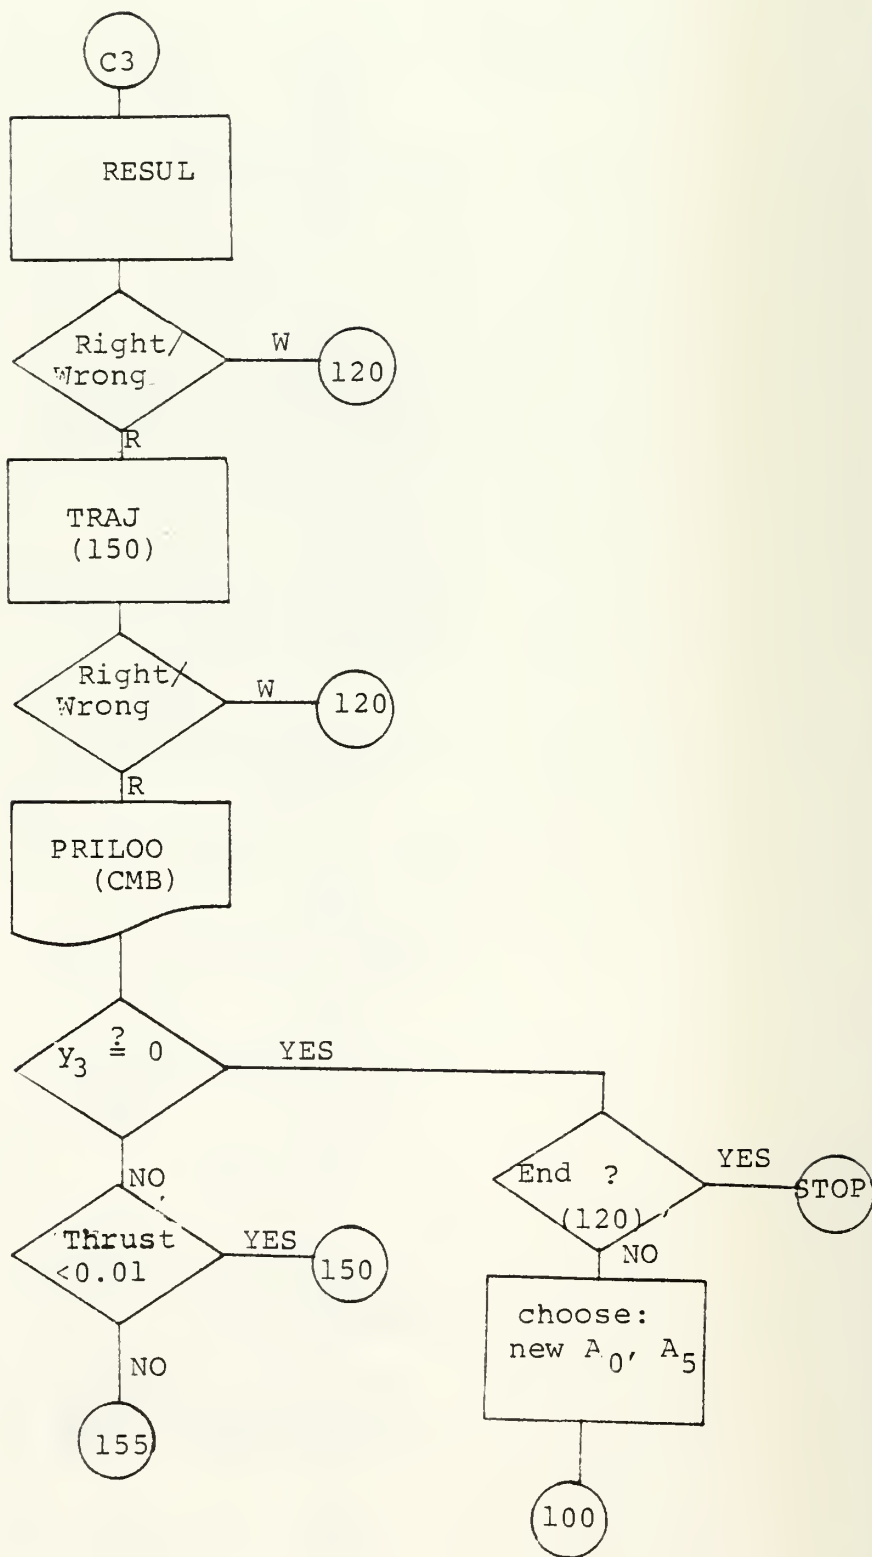 C3
RESUL
Right/
Wrong
W
120
R
TRAJ
(150)
Right/
Wrong
W
120
R
PRILOO
(CMB)
y₃ ≟ 0
YES
NO
Thrust
<0.01
YES
150
NO
155
End ?
(120)
YES
STOP
NO
choose:
new A₀, A₅
100